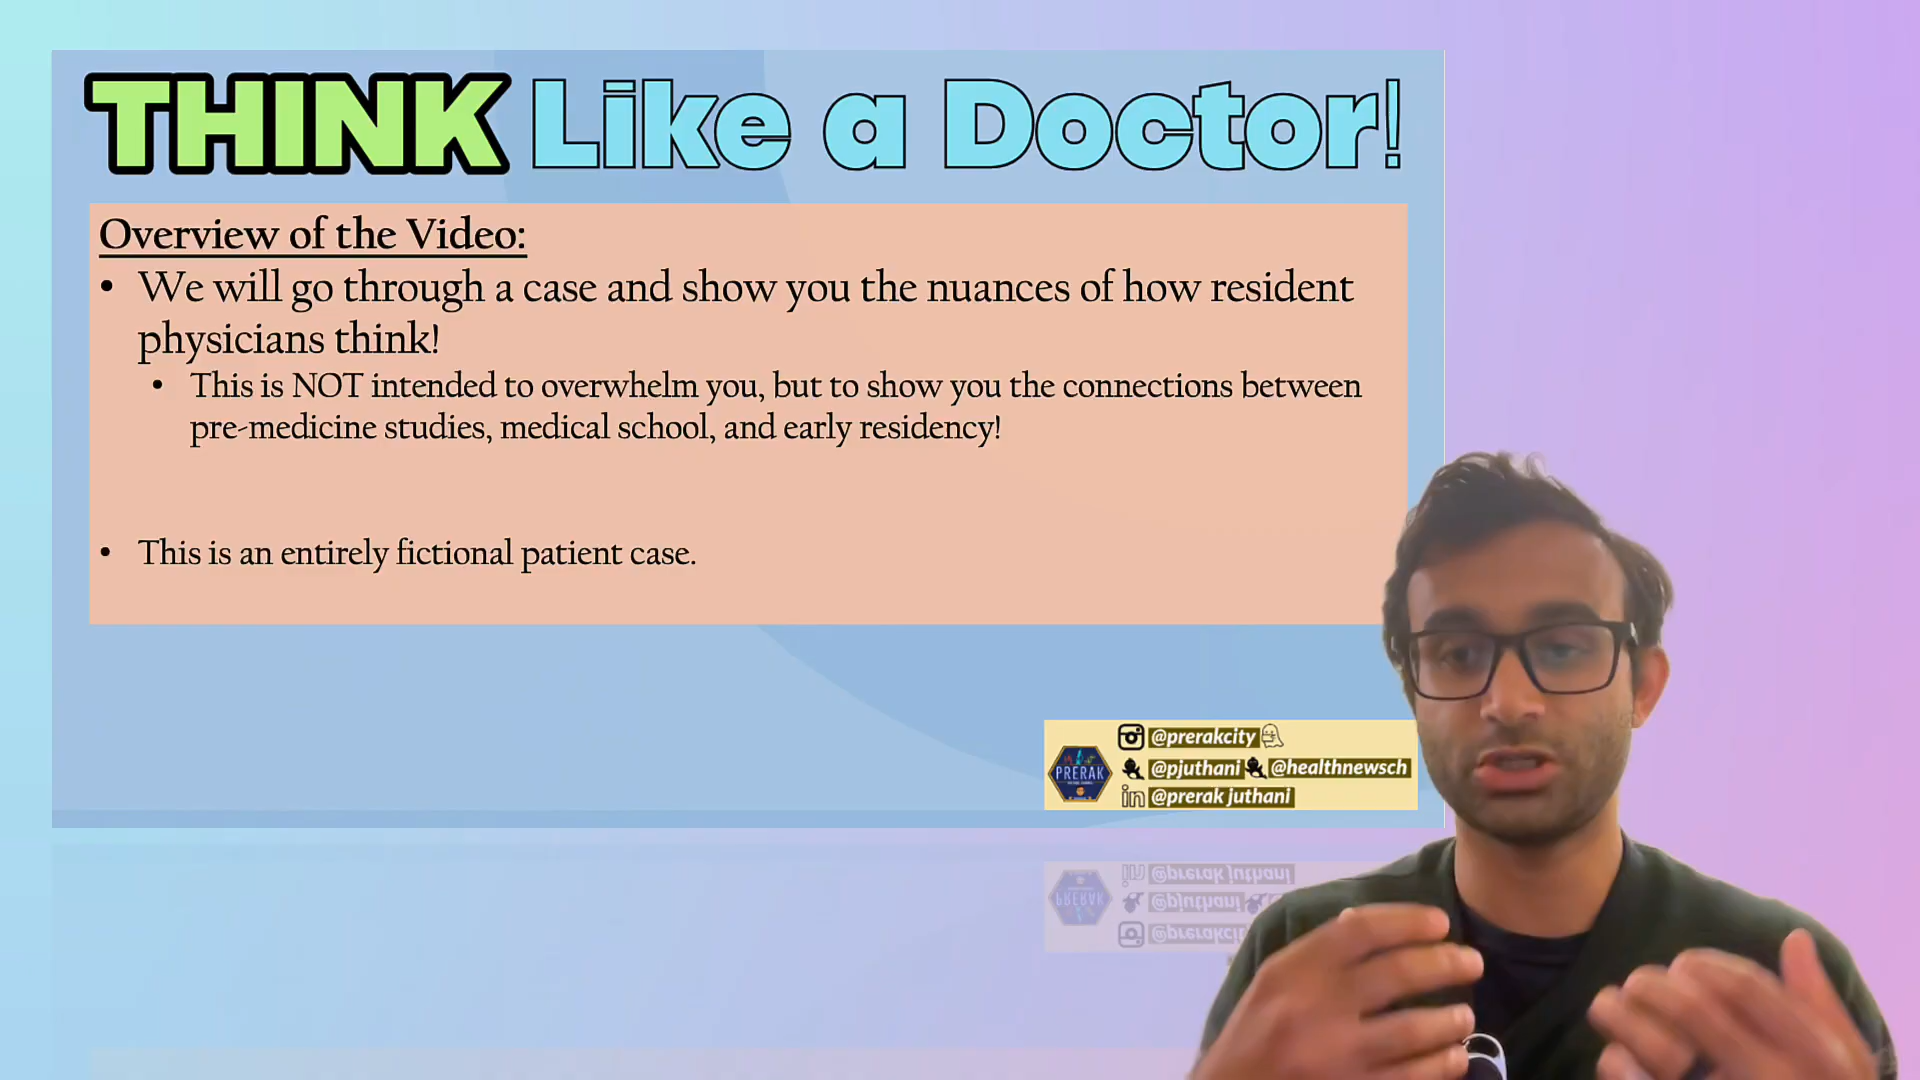 THINK Like a Doctor!
Overview of the Video:
• We will go through a case and show you the nuances of how resident
physicians think!
• This is NOT intended to overwhelm you, but to show you the connections between
pre-medicine studies, medical school, and early residency!
• This is an entirely fictional patient case.
@prerakcity
PRERAK
@pjuthani @healthnewsch
@prerak juthani